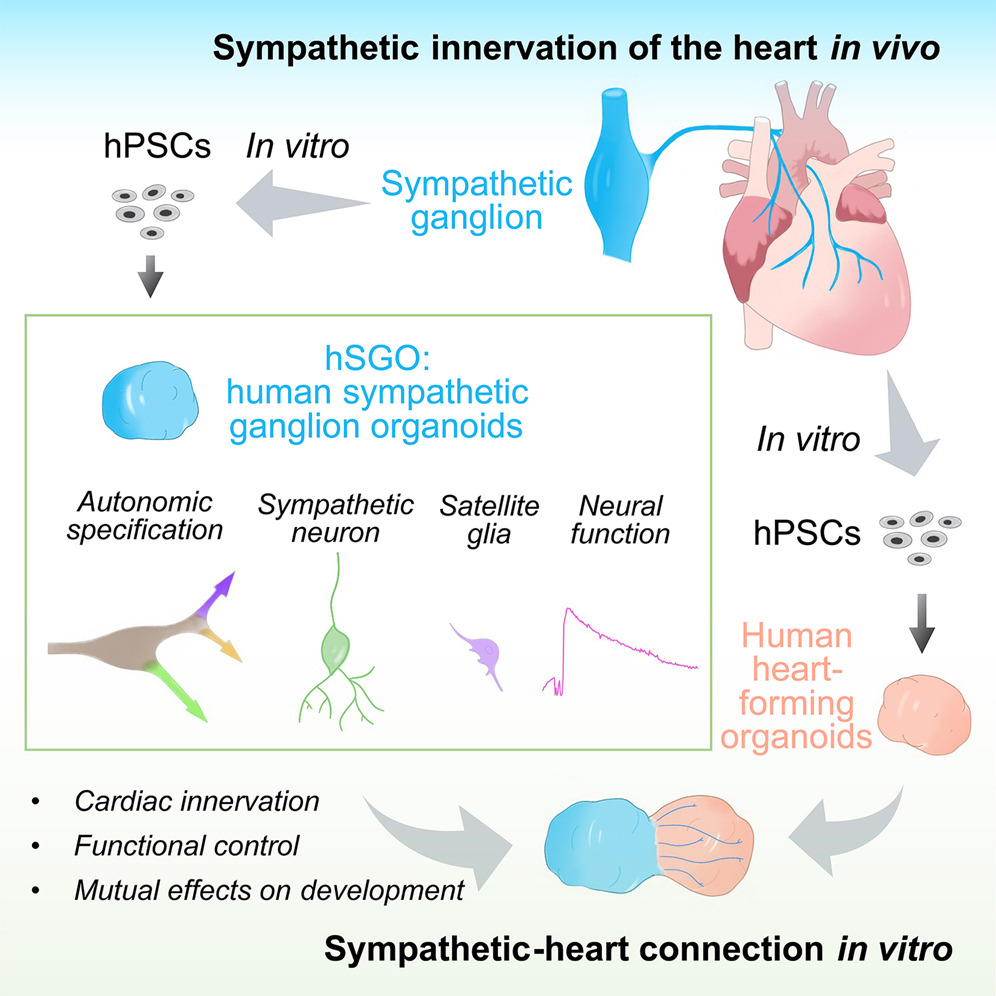 Sympathetic innervation of the heart in vivo
hPSCs
In vitro
Sympathetic
ganglion
hSGO:
human sympathetic
ganglion organoids
Autonomic
specification
Sympathetic
neuron
Satellite
glia
Neural
function
In vitro
hPSCs
Human
heart-
forming
organoids
• Cardiac innervation
• Functional control
• Mutual effects on development
Sympathetic-heart connection in vitro